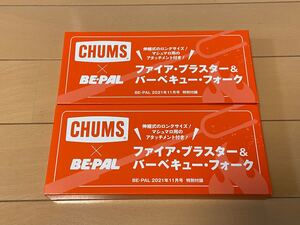 CHUMS
×
BE-PAL
伸縮式のロングサイズ!
マシュマロ用の
アタッチメント付き!
ファイア・ブラスター&
バーベキュー・フォーク
BE-PAL 2021年11月号 特別付録
CHUMS
×
BE-PAL
伸縮式のロングサイズ!
マシュマロ用の
アタッチメント付き!
ファイア・ブラスター&
バーベキュー・フォーク
BE-PAL 2021年11月号 特別付録